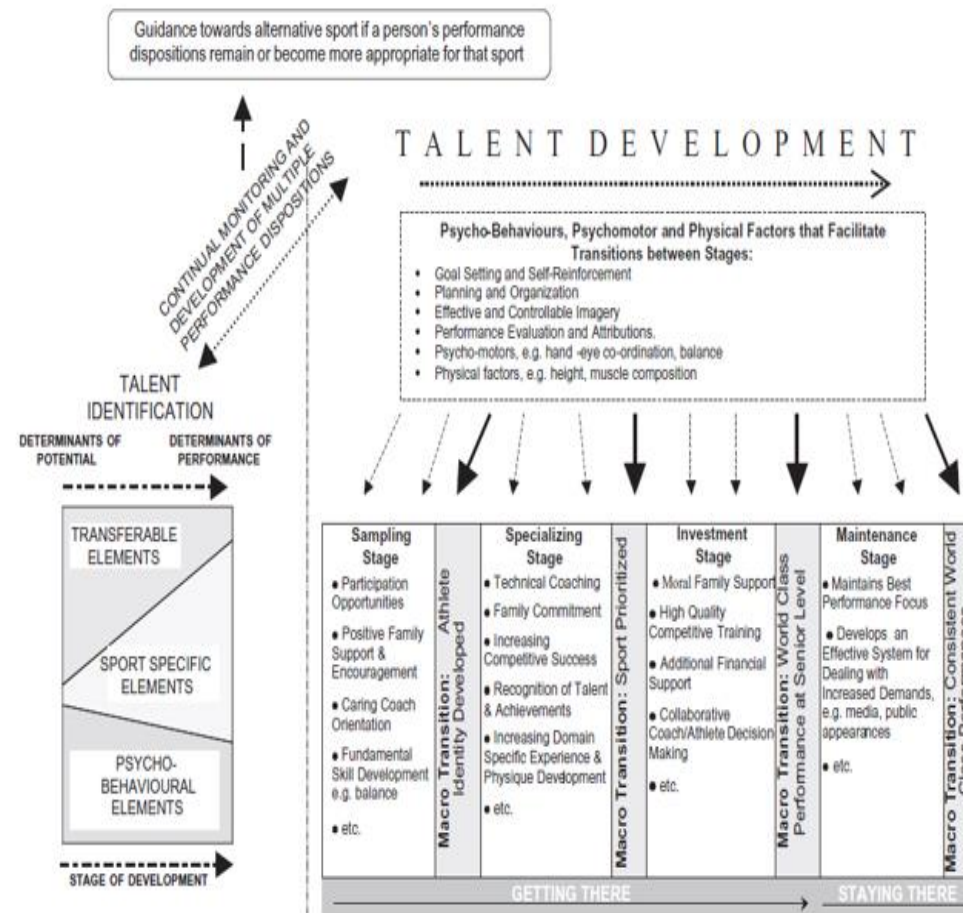 Guidance towards alternative sport if a person's performance
dispositions remain or become more appropriate for that sport
CONTINUAL MONITORING AND
DEVELOPMENT OF MULTIPLE
PERFORMANCE DISPOSITIONS
TALENT DEVELOPMENT
Psycho-Behaviours, Psychomotor and Physical Factors that Facilitate
Transitions between Stages:
• Goal Setting and Self-Reinforcement
• Planning and Organization
• Effective and Controllable Imagery
• Performance Evaluation and Attributions.
• Psycho-motors, e.g. hand -eye co-ordination, balance
• Physical factors, e.g. height, muscle composition
TALENT
IDENTIFICATION
DETERMINANTS OF
POTENTIAL
DETERMINANTS OF
PERFORMANCE
TRANSFERABLE
ELEMENTS
SPORT SPECIFIC
ELEMENTS
PSYCHO-
BEHAVIOURAL
ELEMENTS
STAGE OF DEVELOPMENT
Sampling
Stage
• Participation
Opportunities
• Positive Family
Support &
Encouragement
• Caring Coach
Orientation
• Fundamental
Skill Development
e.g. balance
• etc.
Macro Transition: Athlete
Identity Developed
Specializing
Stage
• Technical Coaching
• Family Commitment
• Increasing
Competitive Success
• Recognition of Talent
& Achievements
• Increasing Domain
Specific Experience &
Physique Development
• etc.
Macro Transition: Sport Prioritized
Investment
Stage
• Moral Family Support
• High Quality
Competitive Training
• Additional Financial
Support
• Collaborative
Coach/Athlete Decision
Making
• etc.
Macro Transition: World Class
Performance at Senior Level
Maintenance
Stage
• Maintains Best
Performance Focus
• Develops an
Effective System for
Dealing with
Increased Demands,
e.g. media, public
appearances
• etc.
Macro Transition: Consistent World
GETTING THERE
STAYING THERE